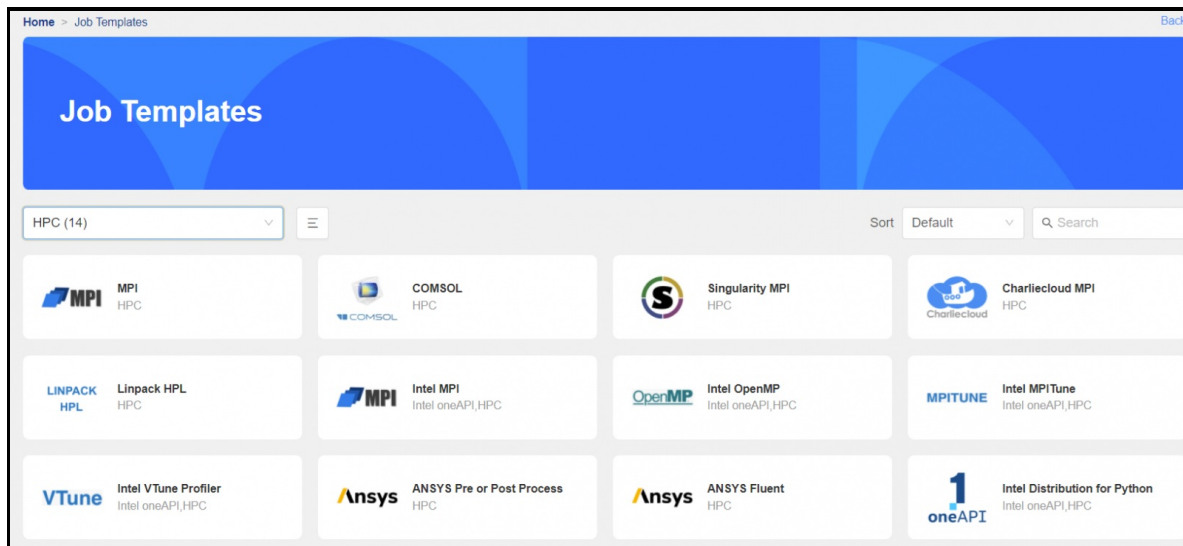 Home > Job Templates
Back
Job Templates
HPC (14)
Sort
Default
Search
MPI
MPI
HPC
COMSOL
COMSOL
HPC
S
Singularity MPI
HPC
Charliecloud
Charliecloud MPI
HPC
LINPACK
HPL
Linpack HPL
HPC
MPI
Intel MPI
Intel oneAPI,HPC
OpenMP
Intel OpenMP
Intel oneAPI,HPC
MPITUNE
Intel MPITune
Intel oneAPI,HPC
VTune
Intel VTune Profiler
Intel oneAPI,HPC
Ansys
ANSYS Pre or Post Process
HPC
Ansys
ANSYS Fluent
HPC
1
oneAPI
Intel Distribution for Python
Intel oneAPI,HPC